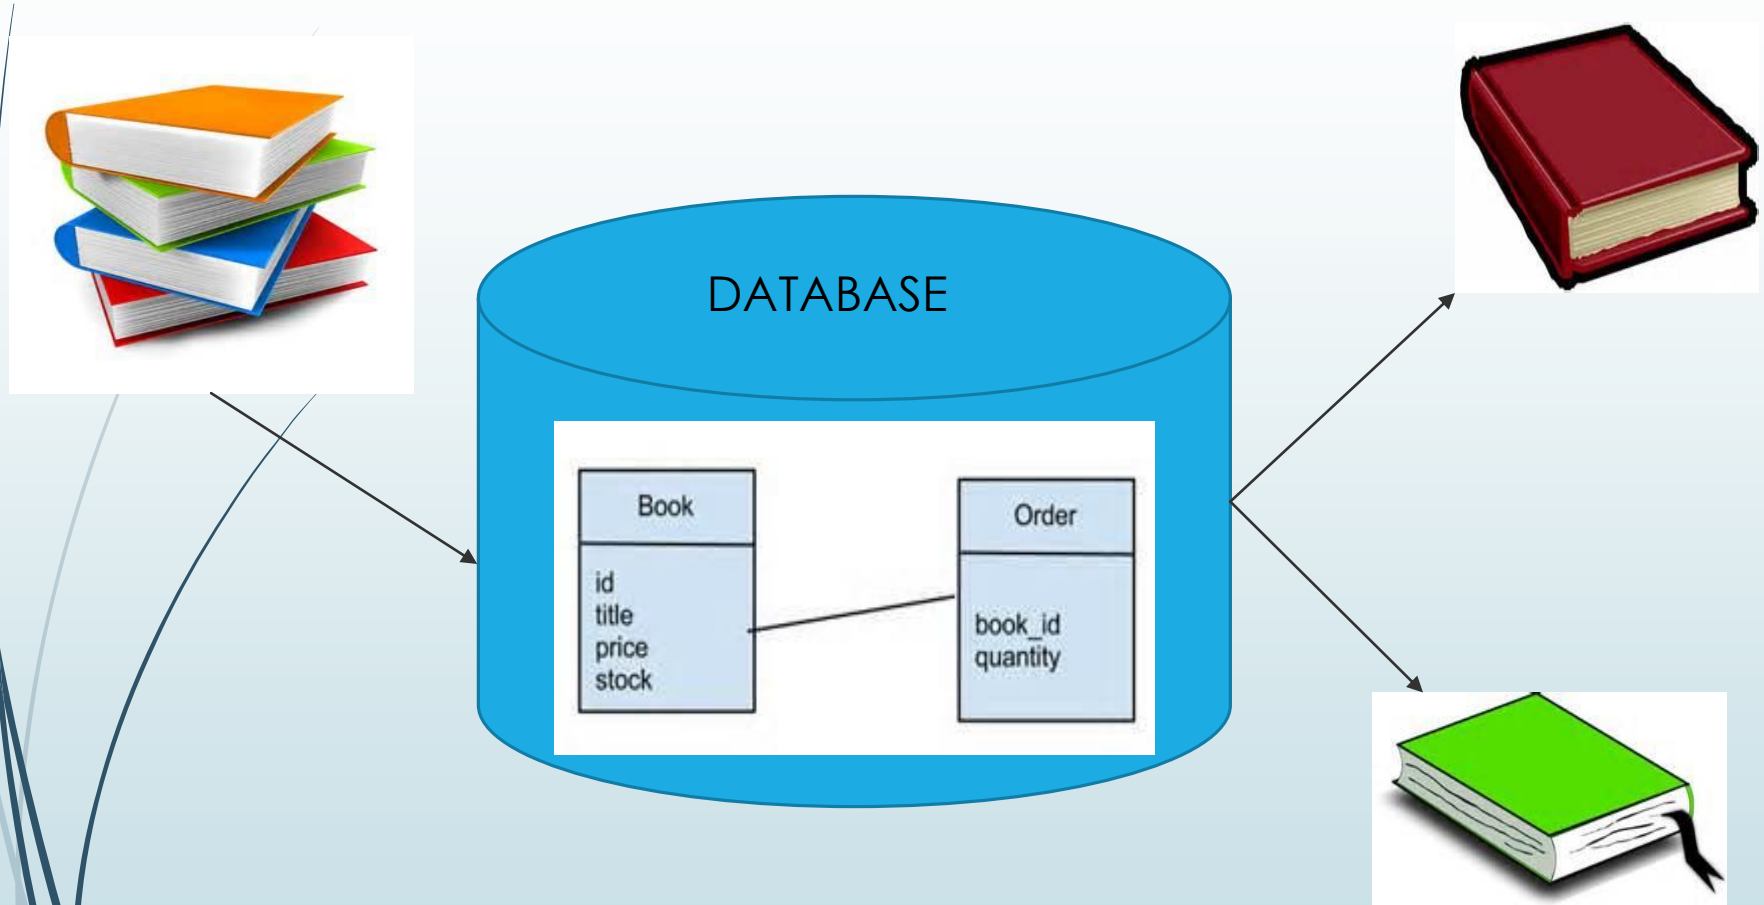 DATABASE
Book
id
title
price
stock
Order
book_id
quantity